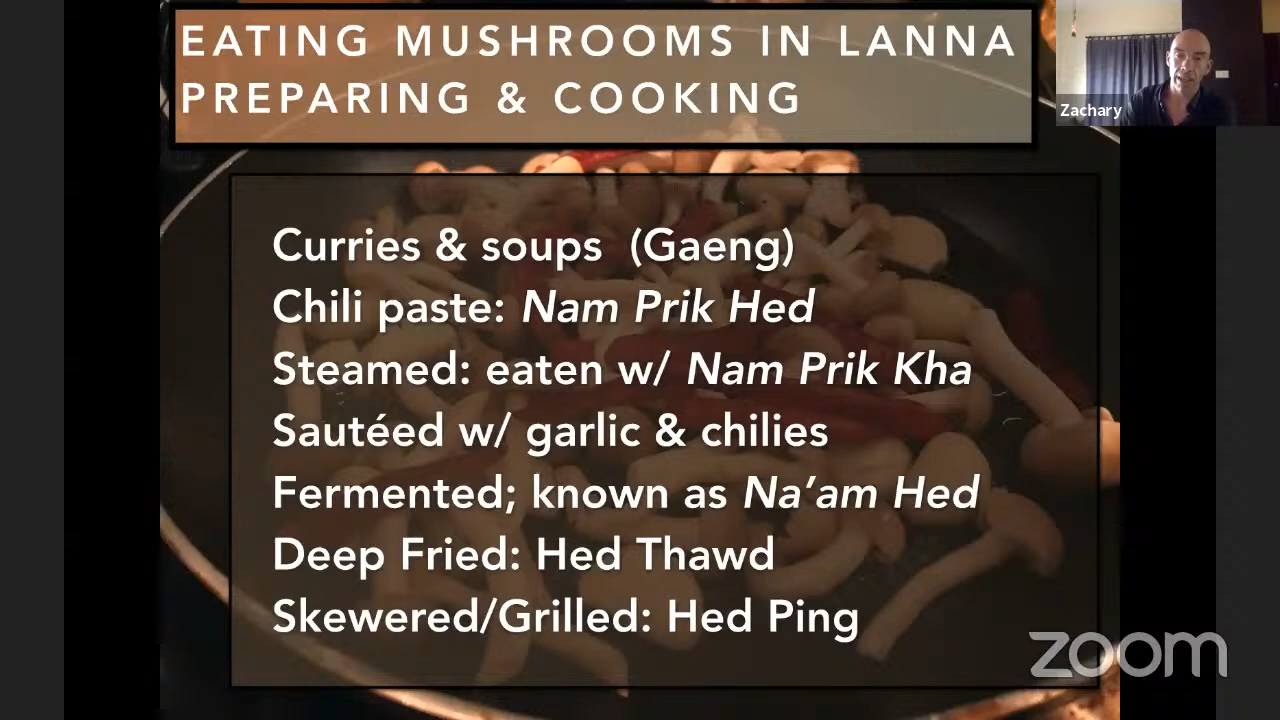 EATING MUSHROOMS IN LANNA
PREPARING & COOKING
Zachary
Curries & soups (Gaeng)
Chili paste: Nam Prik Hed
Steamed: eaten w/ Nam Prik Kha
Sautéed w/ garlic & chilies
Fermented; known as Na’am Hed
Deep Fried: Hed Thawd
Skewered/Grilled: Hed Ping
zoom